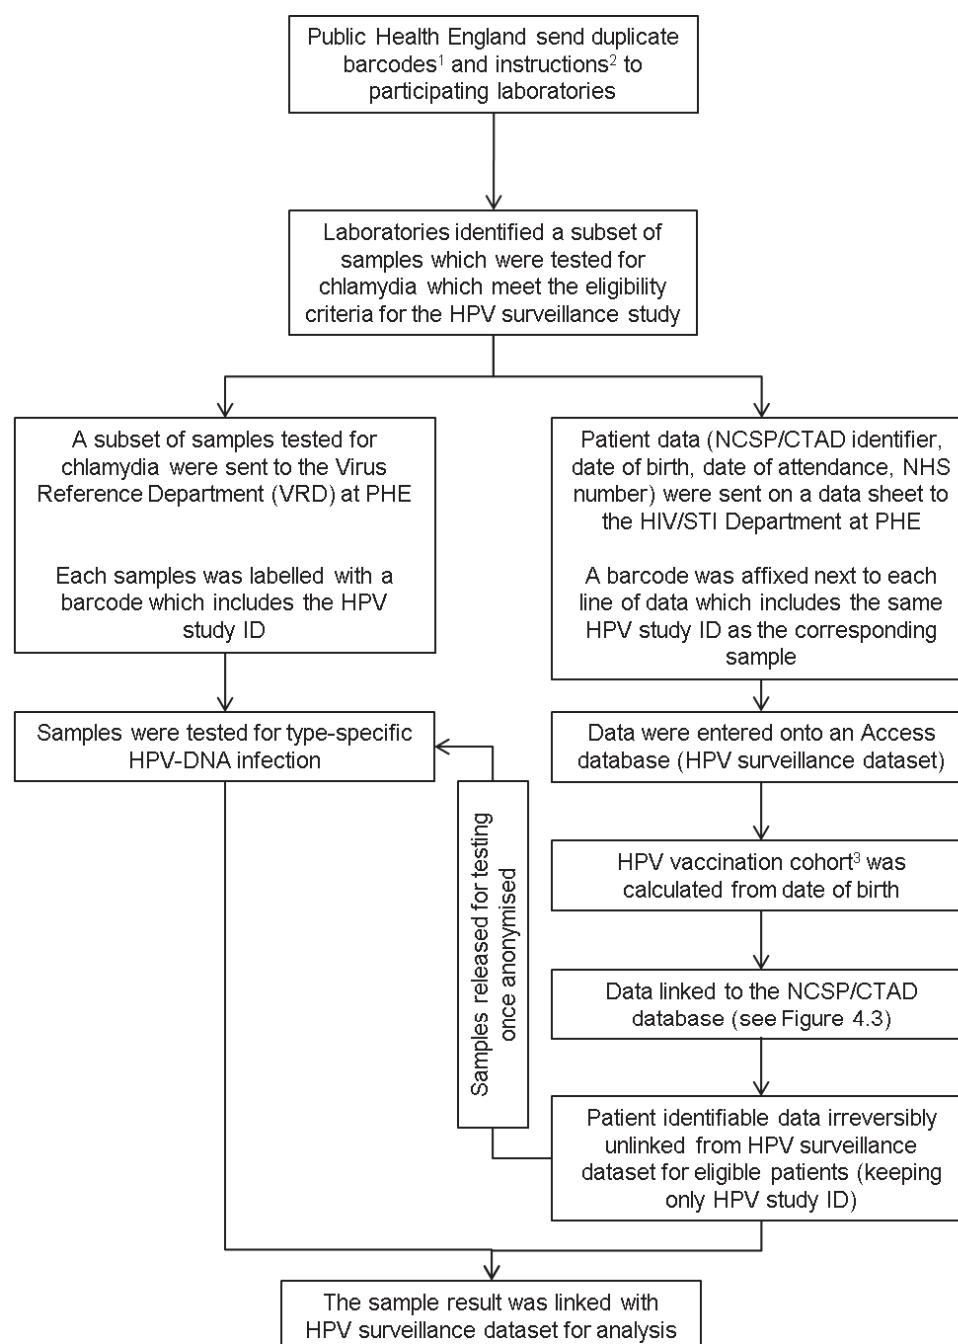 Public Health England send duplicate
barcodes¹ and instructions² to
participating laboratories
Laboratories identified a subset of
samples which were tested for
chlamydia which meet the eligibility
criteria for the HPV surveillance study
A subset of samples tested for
chlamydia were sent to the Virus
Reference Department (VRD) at PHE
Each samples was labelled with a
barcode which includes the HPV
study ID
Patient data (NCSP/CTAD identifier,
date of birth, date of attendance, NHS
number) were sent on a data sheet to
the HIV/STI Department at PHE
A barcode was affixed next to each
line of data which includes the same
HPV study ID as the corresponding
sample
Samples were tested for type-specific
HPV-DNA infection
Data were entered onto an Access
database (HPV surveillance dataset)
Samples released for testing
once anonymised
HPV vaccination cohort³ was
calculated from date of birth
Data linked to the NCSP/CTAD
database (see Figure 4.3)
Patient identifiable data irreversibly
unlinked from HPV surveillance
dataset for eligible patients (keeping
only HPV study ID)
The sample result was linked with
HPV surveillance dataset for analysis